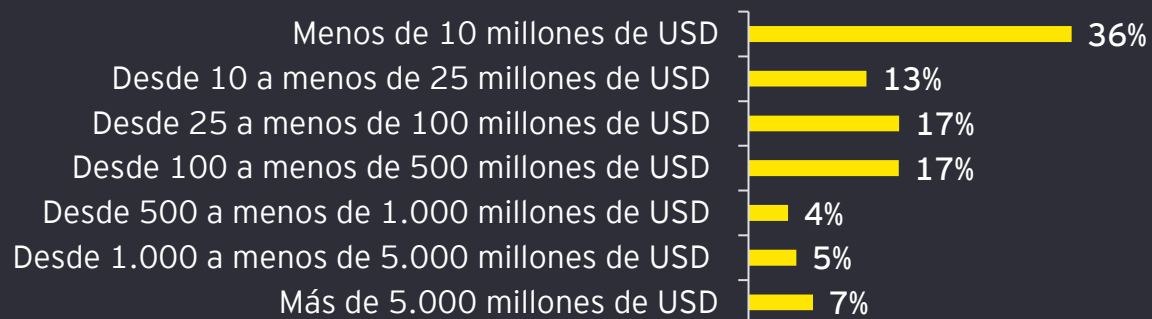 Menos de 10 millones de USD 36%
Desde 10 a menos de 25 millones de USD 13%
Desde 25 a menos de 100 millones de USD 17%
Desde 100 a menos de 500 millones de USD 17%
Desde 500 a menos de 1.000 millones de USD 4%
Desde 1.000 a menos de 5.000 millones de USD 5%
Más de 5.000 millones de USD 7%